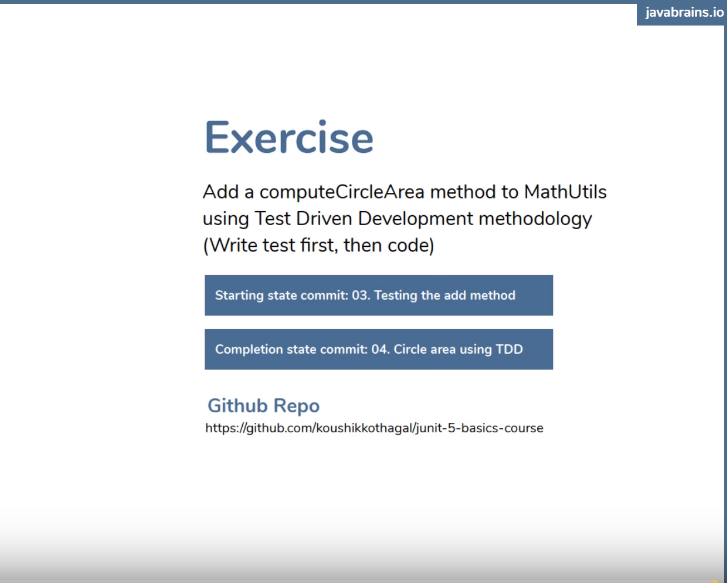 javabrains.io
Exercise
Add a computeCircleArea method to MathUtils
using Test Driven Development methodology
(Write test first, then code)
Starting state commit: 03. Testing the add method
Completion state commit: 04. Circle area using TDD
Github Repo
https://github.com/koushikkothagal/junit-5-basics-course